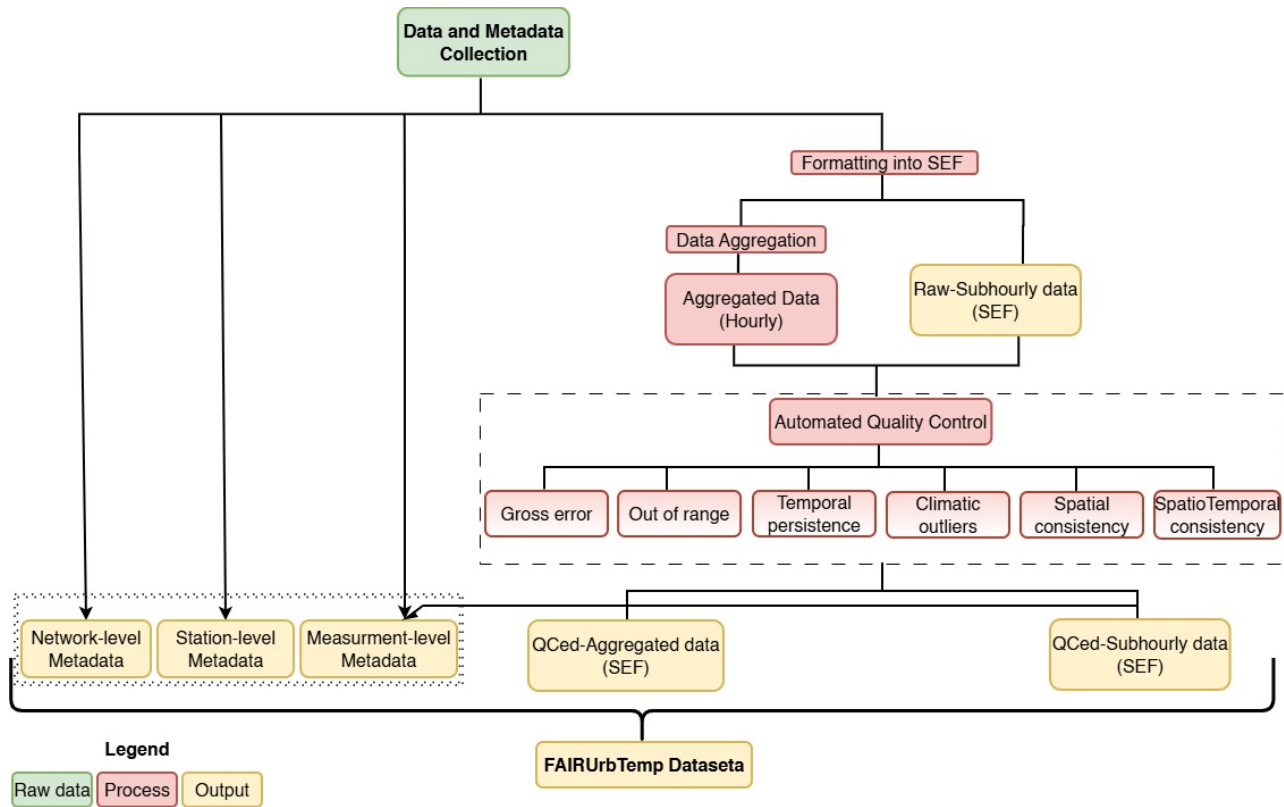 Data and Metadata
Collection
Formatting into SEF
Data Aggregation
Aggregated Data
(Hourly)
Raw-Subhourly data
(SEF)
Automated Quality Control
Gross error
Out of range
Temporal
persistence
Climatic
outliers
Spatial
consistency
SpatioTemporal
consistency
Network-level
Metadata
Station-level
Metadata
Measurment-level
Metadata
QCed-Aggregated data
(SEF)
QCed-Subhourly data
(SEF)
FAIRUrbTemp Dataseta
Legend
Raw data
Process
Output